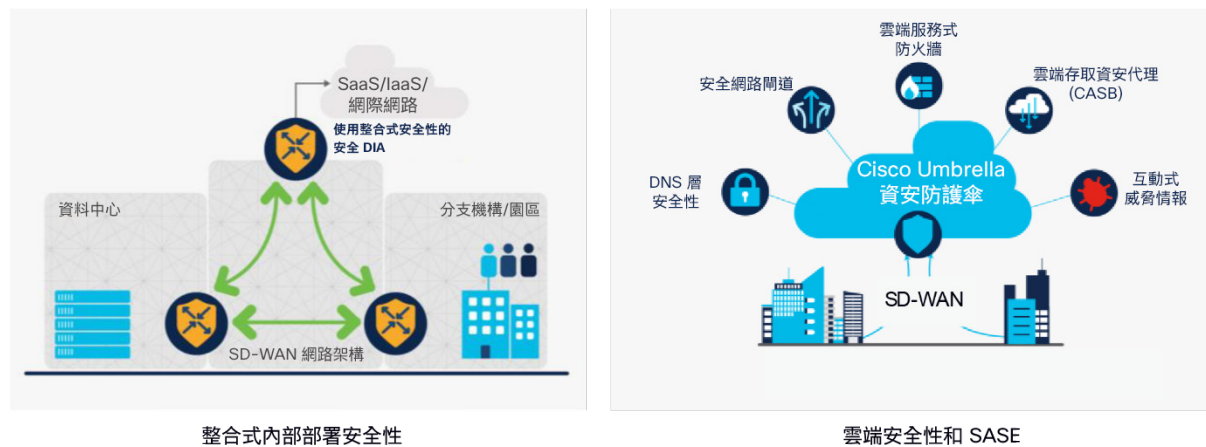 SaaS/IaaS/
網際網路
使用整合式安全性的
安全 DIA
資料中心
分支機構/園區
SD-WAN 網路架構
整合式內部部署安全性
雲端服務式
防火牆
安全網路閘道
雲端存取資安代理
(CASB)
DNS 層
安全性
Cisco Umbrella
資安防護傘
互動式
威脅情報
SD-WAN
雲端安全性和 SASE